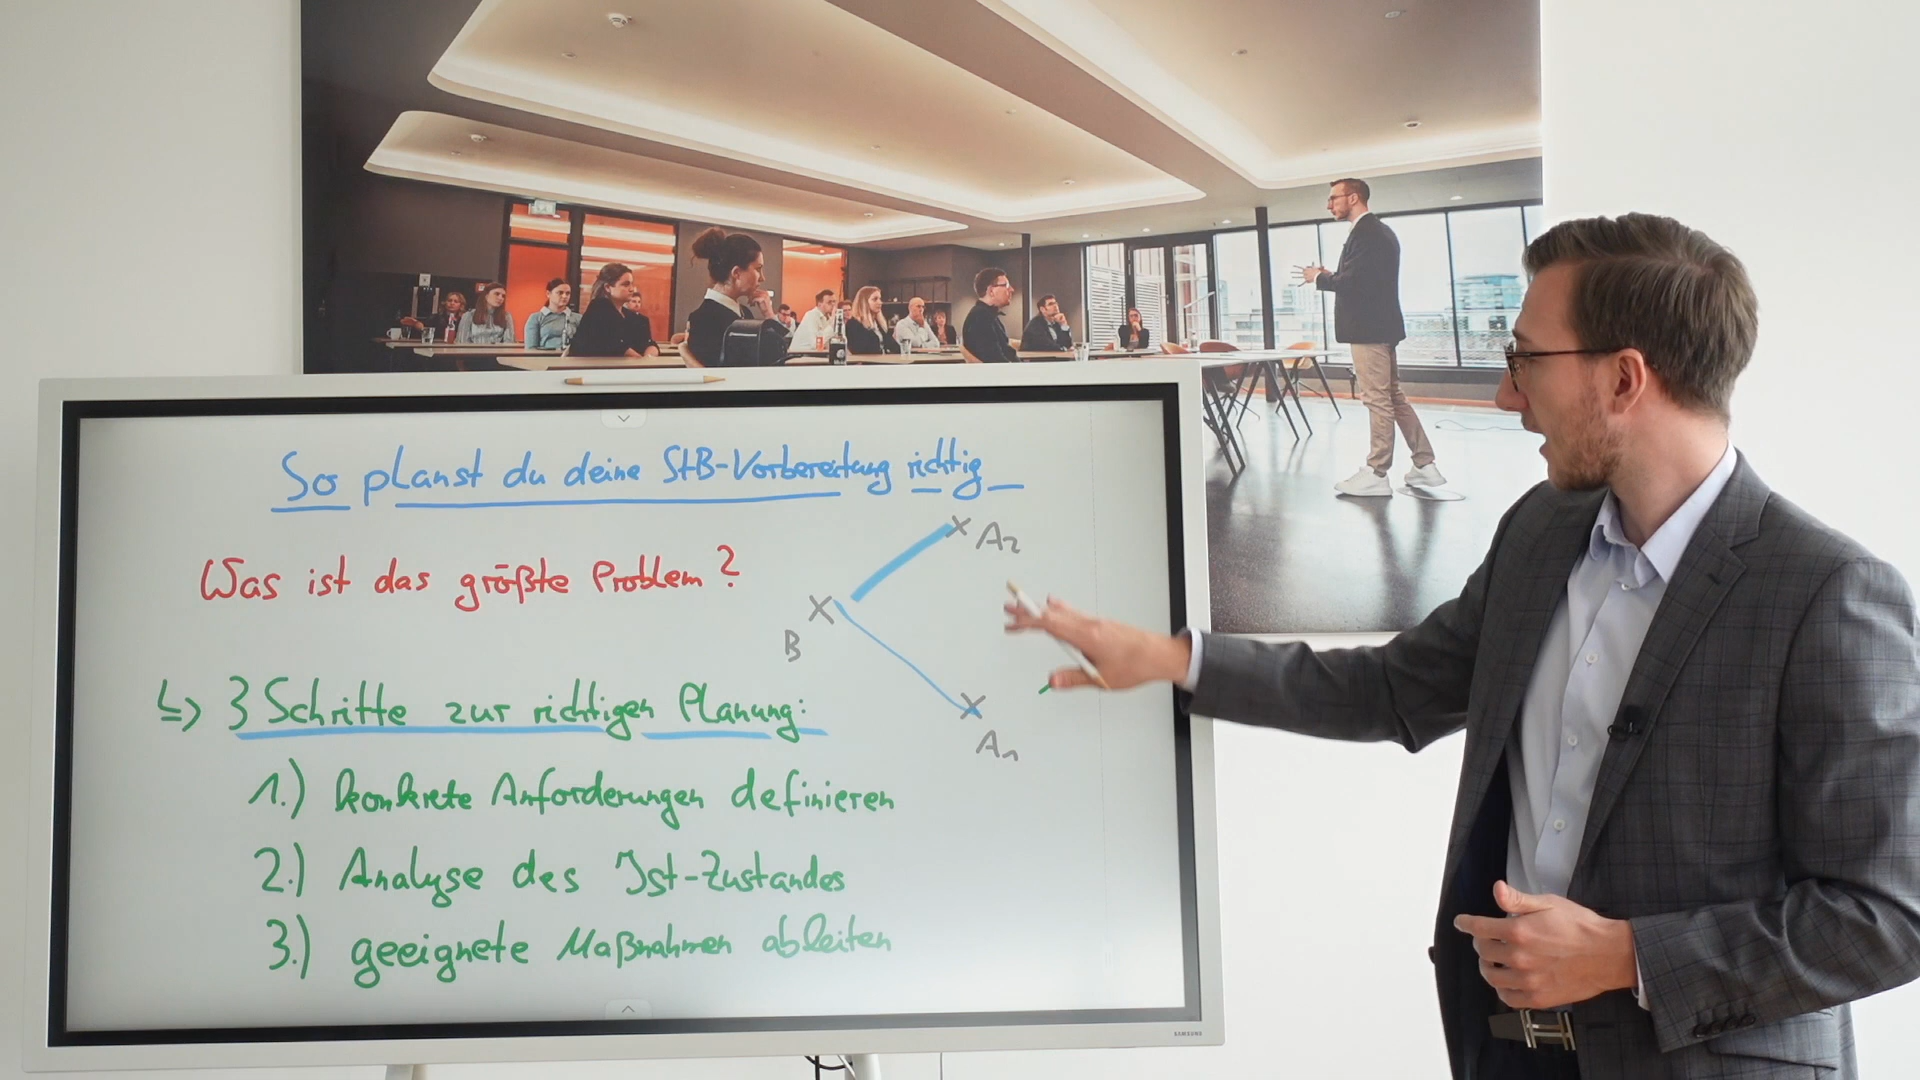 So planst du deine StB-Vorbereitung richtig
Was ist das größte Problem?
A2
B
A1
↳ 3 Schritte zur richtigen Planung:
1.) konkrete Anforderungen definieren
2.) Analyse des Ist-Zustandes
3.) geeignete Maßnahmen ableiten
SAMSUNG